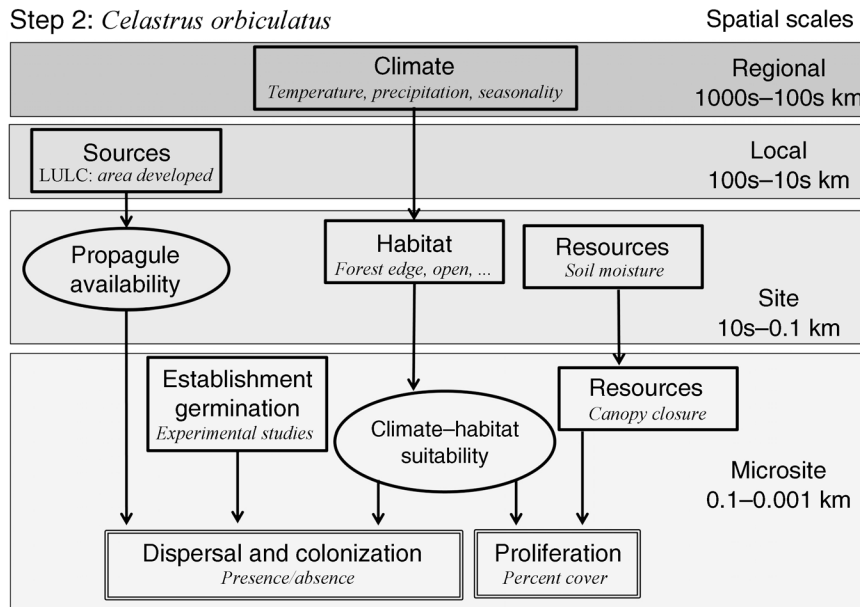 Step 2: Celastrus orbiculatus
Spatial scales
Climate
Temperature, precipitation, seasonality
Regional
1000s–100s km
Sources
LULC: area developed
Local
100s–10s km
Propagule
availability
Habitat
Forest edge, open, ...
Resources
Soil moisture
Site
10s–0.1 km
Establishment
germination
Experimental studies
Climate–habitat
suitability
Resources
Canopy closure
Microsite
0.1–0.001 km
Dispersal and colonization
Presence/absence
Proliferation
Percent cover